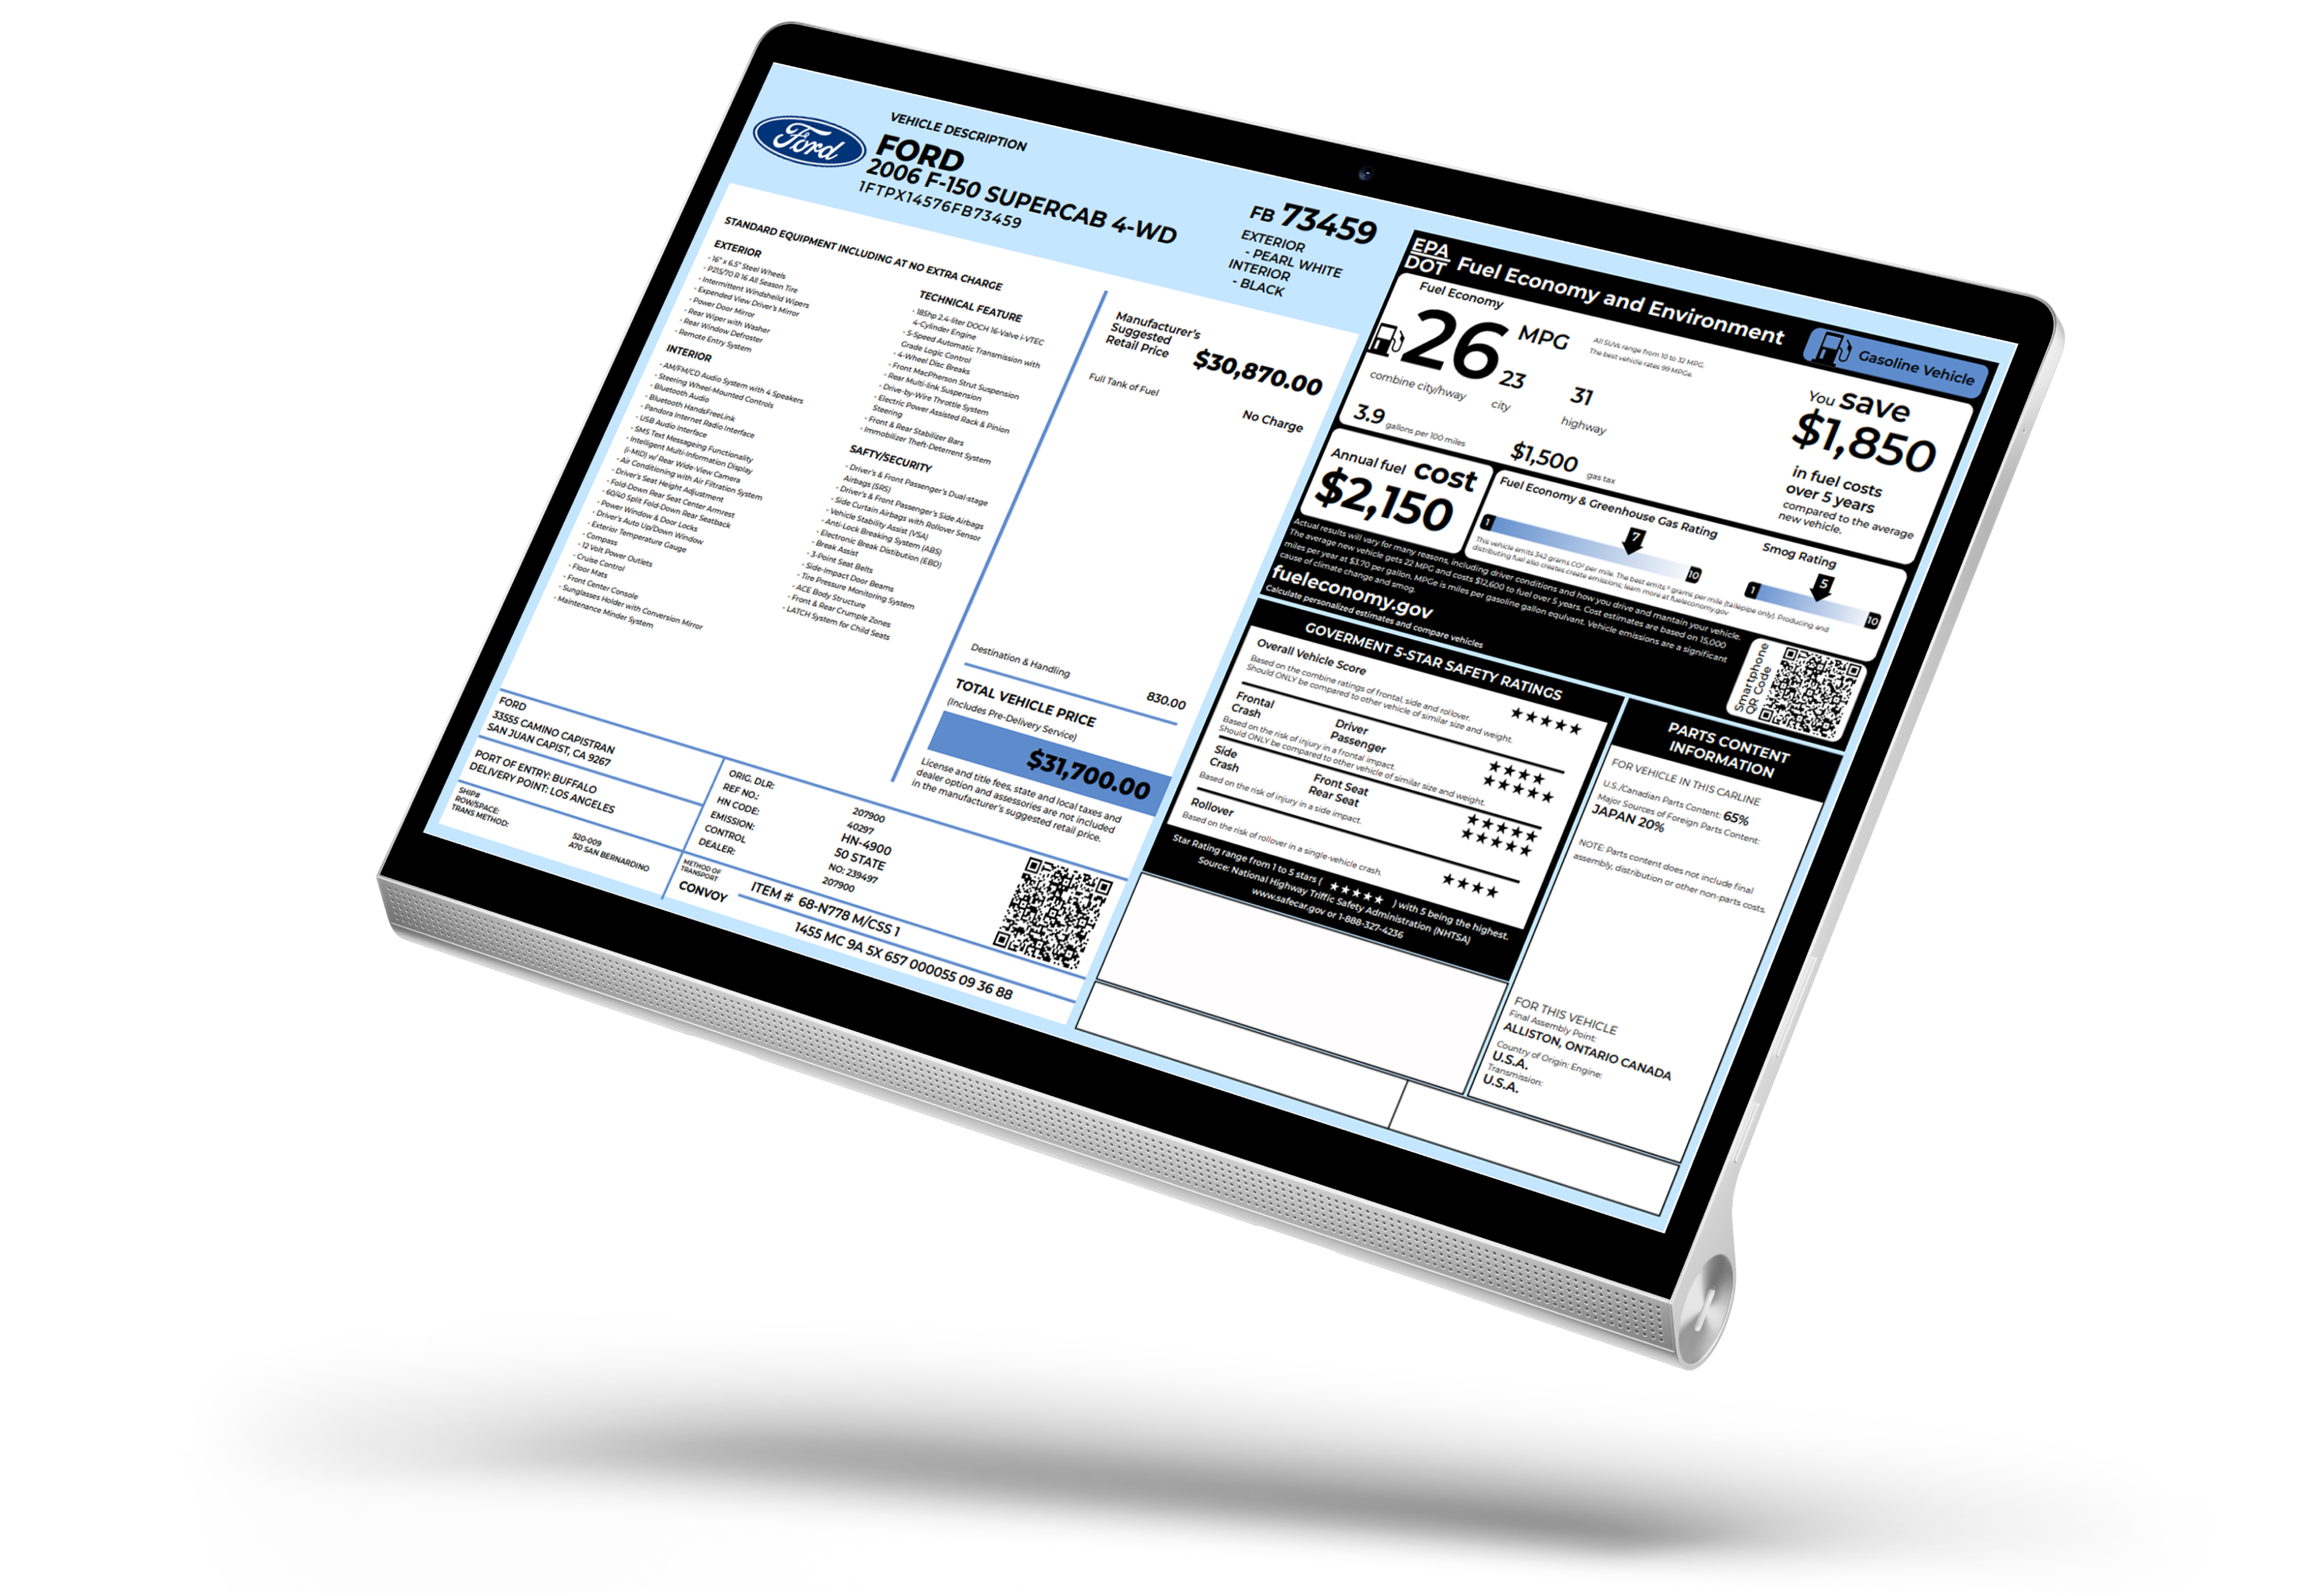 Ford
VEHICLE DESCRIPTION
FORD
2006 F-150 SUPERCAB 4-WD
1FTPX14576FB73459
FB 73459
EXTERIOR
- PEARL WHITE
INTERIOR
- BLACK
STANDARD EQUIPMENT INCLUDING AT NO EXTRA CHARGE
EXTERIOR
- 16" x 6.5" Steel Wheels
- P215/70 R 16 All Season Tire
- Intermittent Windsheild Wipers
- Expended View Driver's Mirror
- Power Door Mirror
- Rear Wiper with Washer
- Rear Window Defroster
- Remote Entry System
INTERIOR
- AM/FM/CD Audio System with 4 Speakers
- Steering Wheel-Mounted Controls
- Bluetooth Audio
- Bluetooth HandsFreeLink
- Pandora Internet Radio Interface
- USB Audio Interface
- SMS Text Messageing Functionality
- Intelligent Multi-Information Display
(i-MID) w/ Rear Wide-View Camera
- Air Conditioning with Air Filtration System
- Driver's Seat Height Adjustment
- Fold-Down Rear Seat Center Armrest
- 60/40 Split Fold-Down Rear Seatback
- Power Window & Door Locks
- Driver's Auto Up/Down Window
- Exterior Temperature Gauge
- Compass
- 12 Volt Power Outlets
- Cruise Control
- Floor Mats
- Front Center Console
- Sunglasses Holder with Conversion Mirror
- Maintenance Minder System
TECHNICAL FEATURE
- 185hp 2.4-liter DOCH 16-Valve i-VTEC
4-Cylinder Engine
- 5-Speed Automatic Transmission with
Grade Logic Control
- 4-Wheel Disc Breaks
- Front MacPherson Strut Suspension
- Rear Multi-link Suspension
- Drive-by-Wire Throttle System
- Electric Power Assisted Rack & Pinion
Steering
- Front & Rear Stabilizer Bars
- Immobilizer Theft-Deterrent System
SAFTY/SECURITY
- Driver's & Front Passenger's Dual-stage
Airbags (SRS)
- Driver's & Front Passenger's Side Airbags
- Side Curtain Airbags with Rollover Sensor
- Vehicle Stability Assist (VSA)
- Anti-Lock Breaking System (ABS)
- Electronic Break Distibution (EBD)
- Break Assist
- 3-Point Seat Belts
- Side-Impact Door Beams
- Tire Pressure Monitoring System
- ACE Body Structure
- Front & Rear Crumple Zones
- LATCH System for Child Seats
Manufacturer's
Suggested
Retail Price $30,870.00
Full Tank of Fuel
No Charge
Destination & Handling
830.00
TOTAL VEHICLE PRICE
(Includes Pre-Delivery Service)
$31,700.00
License and title fees, state and local taxes and
dealer option and assessories are not included
in the manufacturer's suggested retail price.
FORD
33555 CAMINO CAPISTRAN
SAN JUAN CAPIST, CA 9267
PORT OF ENTRY: BUFFALO
DELIVERY POINT: LOS ANGELES
SHIP#
ROW/SPACE: 520-009
TRANS METHOD: A70 SAN BERNARDINO
ORIG. DLR: 207900
REF NO.: 40297
HN CODE: HN-4900
EMISSION: 50 STATE
CONTROL NO: 239497
DEALER: 207900
METHOD OF
TRANSPORT
CONVOY
ITEM # 68-N778 M/CSS 1
1455 MC 9A 5X 657 000055 09 36 88
EPA
DOT
Fuel Economy and Environment
Gasoline Vehicle
Fuel Economy
26 MPG
All SUVs range from 10 to 32 MPG.
The best vehicle rates 99 MPGe.
23
31
combine city/hway
city
highway
3.9 gallons per 100 miles
$1,500 gas tax
You save
$1,850
in fuel costs
over 5 years
compared to the average
new vehicle.
Annual fuel cost
$2,150
Fuel Economy & Greenhouse Gas Rating
1
7
10
This vehicle emits 342 grams CO² per mile. The best emits ⁰ grams per mile (tailepipe only). Producing and
distributing fuel also creates create emissions; learn more at fueleconomy.gov
Smog Rating
1
5
10
Actual results will vary for many reasons, including driver conditions and how you drive and mantain your vehicle.
The average new vehicle gets 22 MPG and costs $12,600 to fuel over 5 years. Cost estimates are based on 15,000
miles per year at $3.70 per gallon. MPGe is miles per gasoline gallon equivant. Vehicle emissions are a significant
cause of climate change and smog.
fueleconomy.gov
Calculate personalized estimates and compare vehicles
Smartphone
QR Code
GOVERMENT 5-STAR SAFETY RATINGS
Overall Vehicle Score
★★★★★
Based on the combine ratings of frontal, side and rollover.
Should ONLY be compared to other vehicle of similar size and weight.
Frontal
Crash
Driver
Passenger
★★★★
★★★★★
Based on the risk of injury in a frontal impact.
Should ONLY be compared to other vehicle of similar size and weight.
Side
Crash
Front Seat
Rear Seat
★★★★★
★★★★★
Based on the risk of injury in a side impact.
Rollover
★★★★
Based on the risk of rollover in a single-vehicle crash.
Star Rating range from 1 to 5 stars ( ★★★★★ ) with 5 being the highest.
Source: National Highway Triffic Safety Administration (NHTSA)
www.safecar.gov or 1-888-327-4236
PARTS CONTENT
INFORMATION
FOR VEHICLE IN THIS CARLINE
U.S./Canadian Parts Content: 65%
Major Sources of Foreign Parts Content:
JAPAN 20%
NOTE: Parts content does not include final
assembly, distribution or other non-parts costs.
FOR THIS VEHICLE
Final Assembly Point:
ALLISTON, ONTARIO CANADA
Country of Origin: Engine:
U.S.A.
Transmission:
U.S.A.